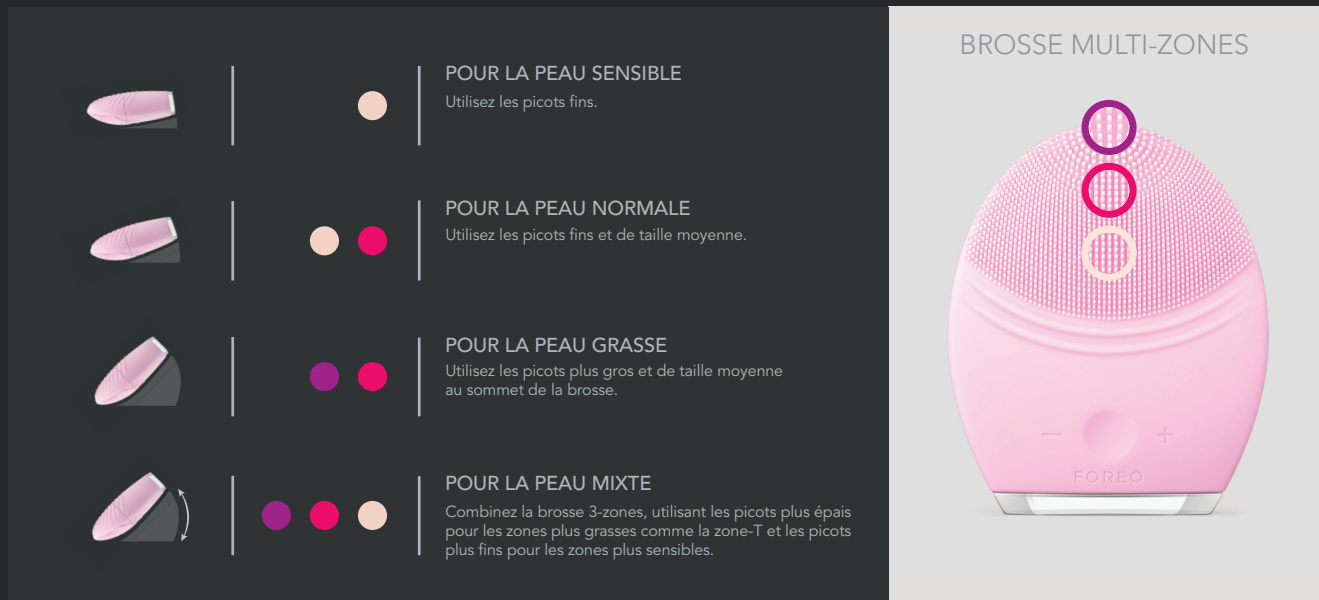 POUR LA PEAU SENSIBLE
Utilisez les picots fins.
POUR LA PEAU NORMALE
Utilisez les picots fins et de taille moyenne.
POUR LA PEAU GRASSE
Utilisez les picots plus gros et de taille moyenne
au sommet de la brosse.
POUR LA PEAU MIXTE
Combinez la brosse 3-zones, utilisant les picots plus épais
pour les zones plus grasses comme la zone-T et les picots
plus fins pour les zones plus sensibles.
BROSSE MULTI-ZONES
− +
FOREO